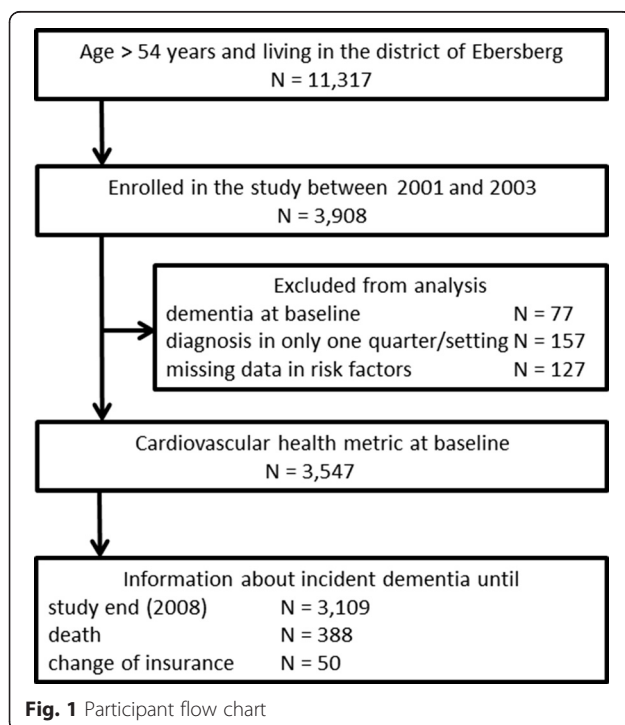 Age > 54 years and living in the district of Ebersberg
N = 11,317
Enrolled in the study between 2001 and 2003
N = 3,908
Excluded from analysis
dementia at baseline N = 77
diagnosis in only one quarter/setting N = 157
missing data in risk factors N = 127
Cardiovascular health metric at baseline
N = 3,547
Information about incident dementia until
study end (2008) N = 3,109
death N = 388
change of insurance N = 50
Fig. 1 Participant flow chart